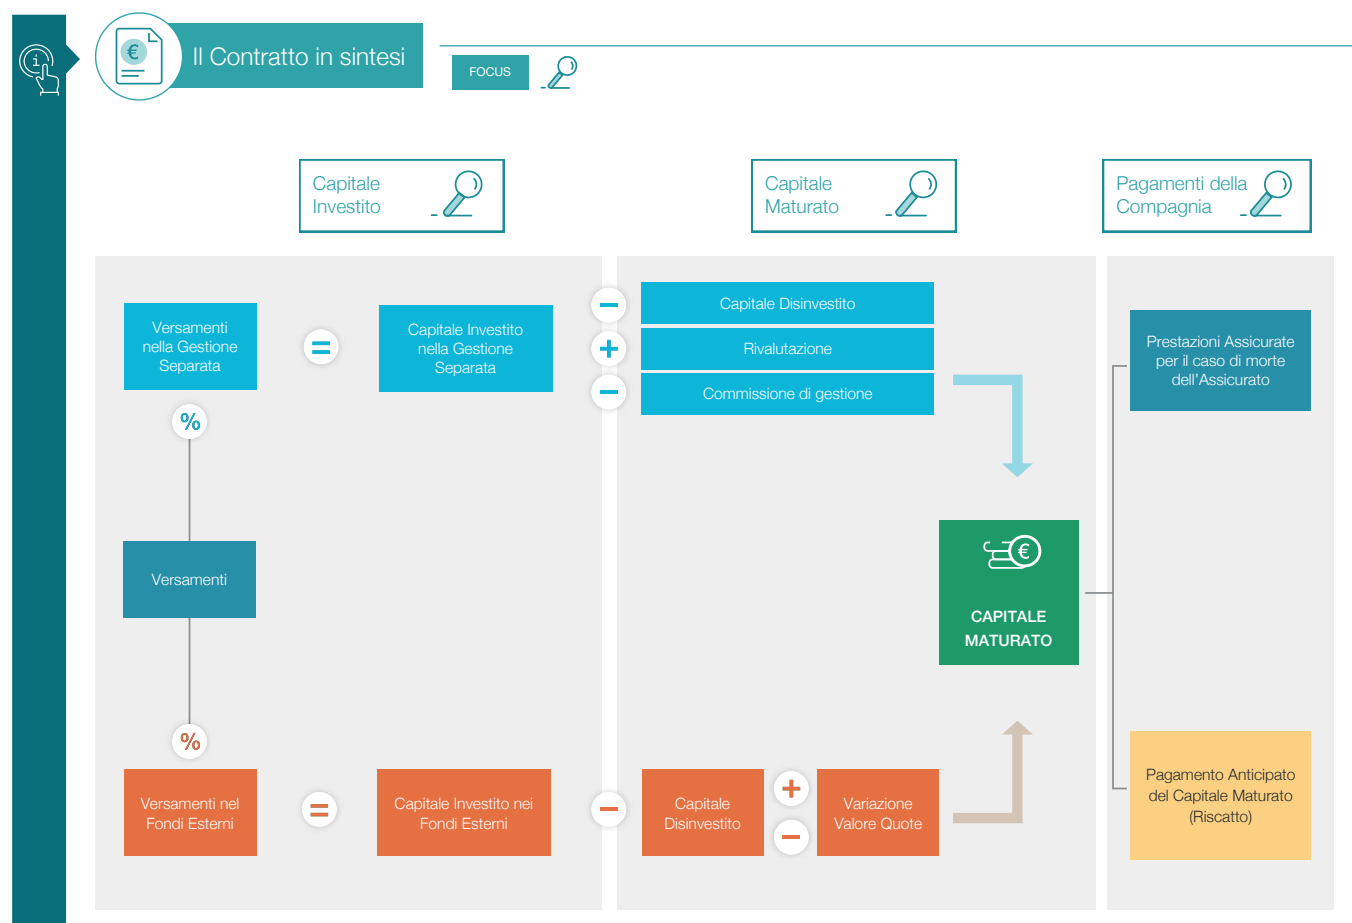 Il Contratto in sintesi
FOCUS
Capitale
Investito
Capitale
Maturato
Pagamenti della
Compagnia
Versamenti
nella Gestione
Separata
=
Capitale Investito
nella Gestione
Separata
−
Capitale Disinvestito
+
Rivalutazione
−
Commissione di gestione
Prestazioni Assicurate
per il caso di morte
dell'Assicurato
%
Versamenti
€
CAPITALE
MATURATO
%
Versamenti nel
Fondi Esterni
=
Capitale Investito nei
Fondi Esterni
−
Capitale
Disinvestito
+
−
Variazione
Valore Quote
Pagamento Anticipato
del Capitale Maturato
(Riscatto)